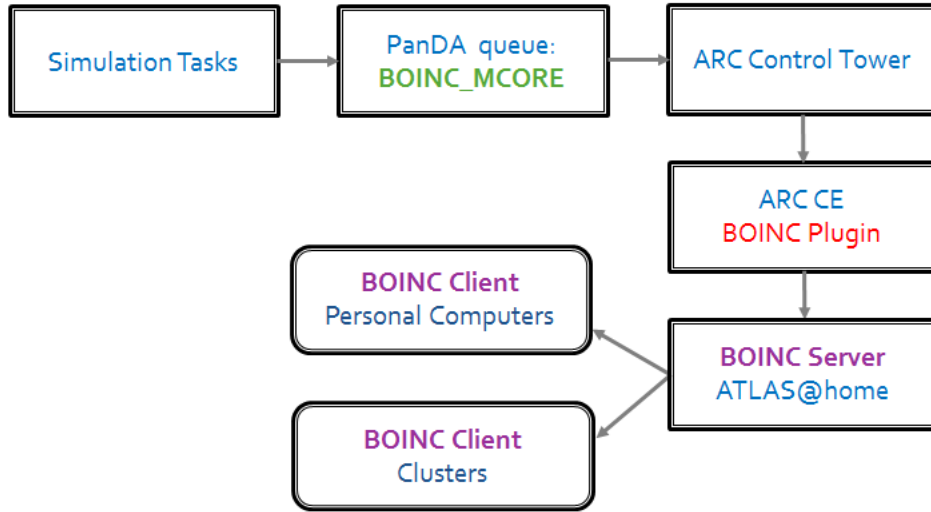 Simulation Tasks
PanDA queue:
BOINC_MCORE
ARC Control Tower
ARC CE
BOINC Plugin
BOINC Server
ATLAS@home
BOINC Client
Personal Computers
BOINC Client
Clusters